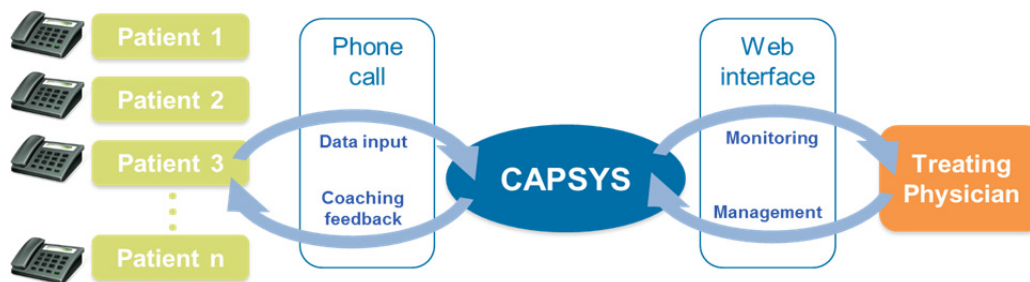 Patient 1
Patient 2
Patient 3
Patient n
Phone
call
Data input
Coaching
feedback
CAPSYS
Web
interface
Monitoring
Management
Treating
Physician